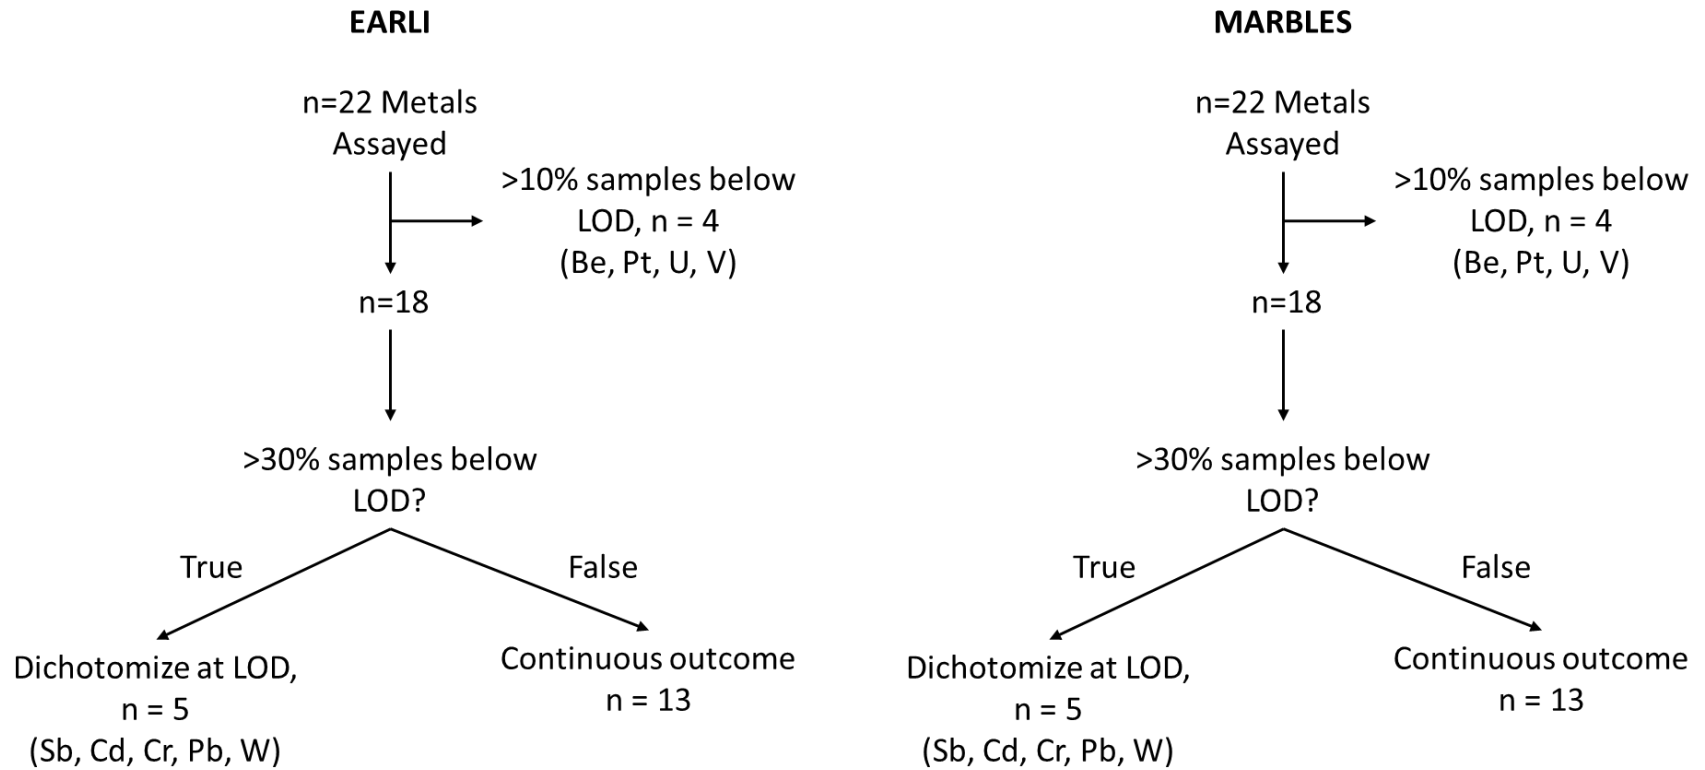 EARLI
n=22 Metals
Assayed
>10% samples below
LOD, n = 4
(Be, Pt, U, V)
n=18
>30% samples below
LOD?
True
False
Dichotomize at LOD,
n = 5
(Sb, Cd, Cr, Pb, W)
Continuous outcome
n = 13
MARBLES
n=22 Metals
Assayed
>10% samples below
LOD, n = 4
(Be, Pt, U, V)
n=18
>30% samples below
LOD?
True
False
Dichotomize at LOD,
n = 5
(Sb, Cd, Cr, Pb, W)
Continuous outcome
n = 13